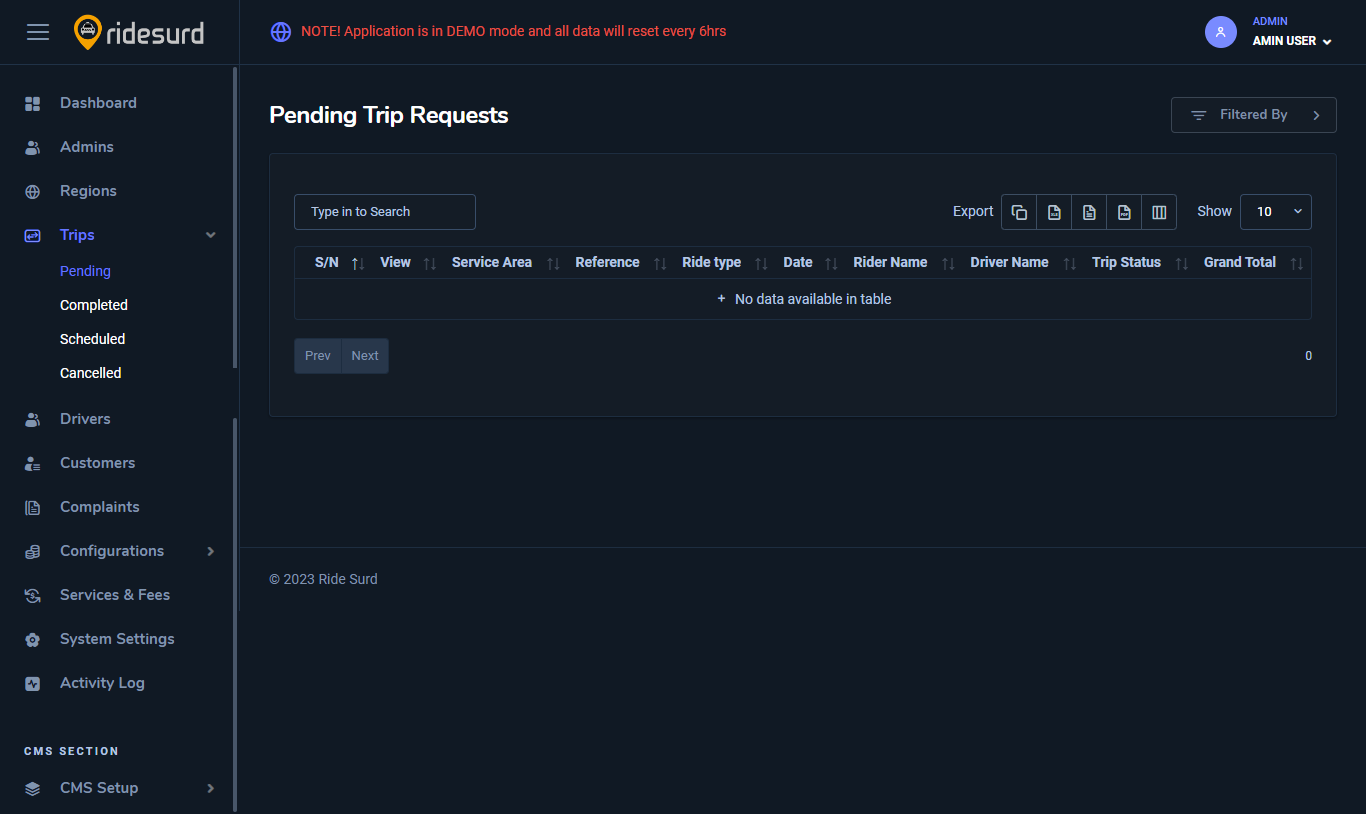 ridesurd
NOTE! Application is in DEMO mode and all data will reset every 6hrs
ADMIN
AMIN USER
Dashboard
Admins
Regions
Trips
Pending
Completed
Scheduled
Cancelled
Drivers
Customers
Complaints
Configurations
Services & Fees
System Settings
Activity Log
CMS SECTION
CMS Setup
Pending Trip Requests
Filtered By
Type in to Search
Export
Show 10
S/N View Service Area Reference Ride type Date Rider Name Driver Name Trip Status Grand Total
+ No data available in table
Prev Next
0
© 2023 Ride Surd